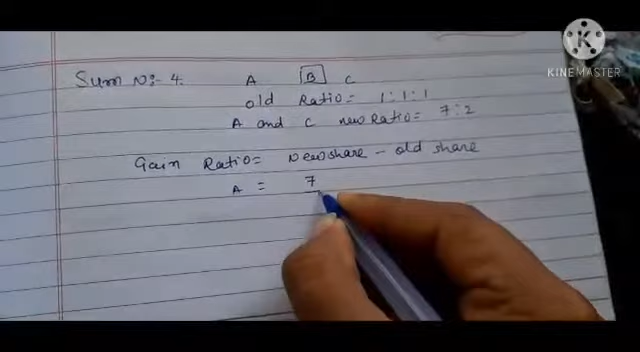 Sum No:- 4.   A   B   C
old Ratio = 1:1:1
A and C new Ratio = 7:2
Gain Ratio = New share - old share
A = 7
KINEMASTER